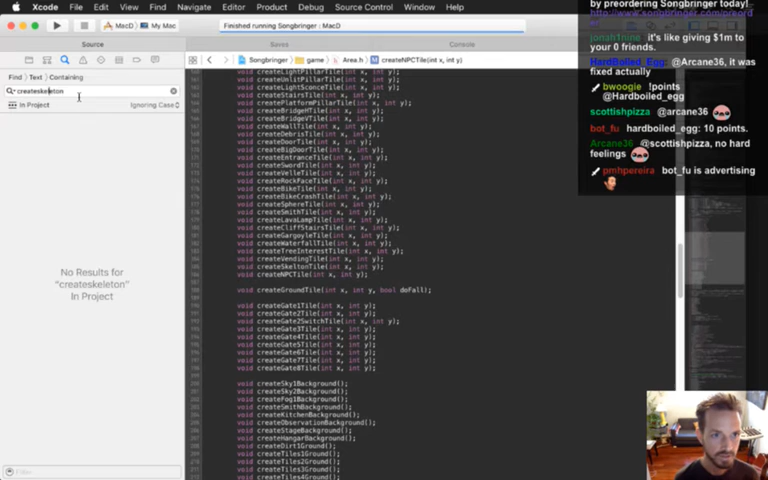 Xcode File Edit View Find Navigate Editor Product Debug Source Control Window Help
MacD My Mac
Finished running Songbringer : MacD
Source
Saves
Console
Songbringer game Area.h createNPCTile(int x, int y)
Find Text Containing
createskeleton
In Project Ignoring Case
No Results for
"createskeleton"
In Project
Filter
void createLightPillarTile(int x, int y);
void createUnlitPillarTile(int x, int y);
void createLightSconceTile(int x, int y);
void createStairsTile(int x, int y);
void createPlatformPillarTile(int x, int y);
void createBridgeHTile(int x, int y);
void createBridgeVTile(int x, int y);
void createWallTile(int x, int y);
void createDebrisTile(int x, int y);
void createDoorTile(int x, int y);
void createBigDoorTile(int x, int y);
void createEntranceTile(int x, int y);
void createSwordTile(int x, int y);
void createVelleTile(int x, int y);
void createRockFaceTile(int x, int y);
void createBikeTile(int x, int y);
void createBikeCrashTile(int x, int y);
void createSphereTile(int x, int y);
void createSmithTile(int x, int y);
void createLavaLampTile(int x, int y);
void createCliffStairsTile(int x, int y);
void createGargoyleTile(int x, int y);
void createWaterfallTile(int x, int y);
void createTreeInterestTile(int x, int y);
void createVendingTile(int x, int y);
void createSkeltonTile(int x, int y);
void createNPCTile(int x, int y);
void createGroundTile(int x, int y, bool doFall);
void createGate1Tile(int x, int y);
void createGate2Tile(int x, int y);
void createGate2SwitchTile(int x, int y);
void createGate3Tile(int x, int y);
void createGate4Tile(int x, int y);
void createGate5Tile(int x, int y);
void createGate6Tile(int x, int y);
void createGate7Tile(int x, int y);
void createGate8Tile(int x, int y);
void createSky1Background();
void createSky2Background();
void createFog1Background();
void createSmithBackground();
void createKitchenBackground();
void createObservationBackground();
void createStageBackground();
void createHangarBackground();
void createDirt1Ground();
void createTiles1Ground();
void createTiles2Ground();
void createTiles3Ground();
void createTiles4Ground();
by preordering Songbringer today!
http://www.songbringer.com/preord
jonah1nine it's like giving $1m to
your 0 friends.
HardBoiled_Egg: @Arcane36, it was
fixed actually
bwoogie !points
@Hardboiled_egg
scottishpizza @arcane36
bot_fu hardboiled_egg: 10 points.
Arcane36 @scottishpizza, no hard
feelings
pmhpereira bot_fu is advertising